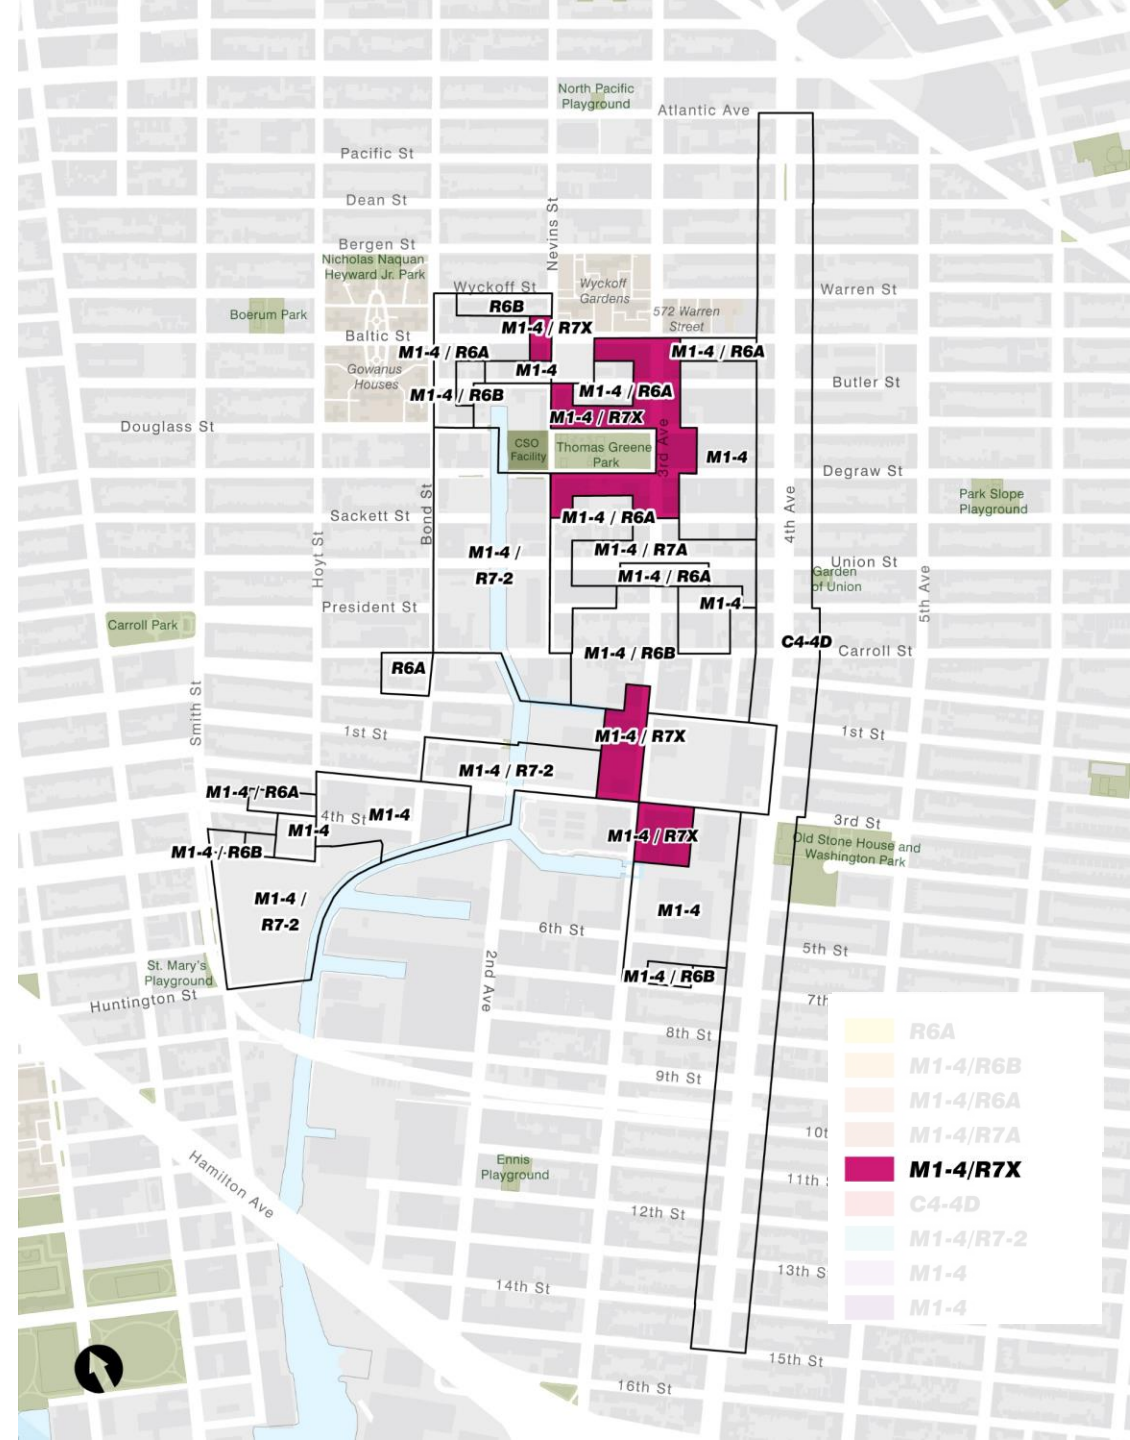 North Pacific
Playground
Atlantic Ave
Pacific St
Dean St
Nevins St
Bergen St
Nicholas Naquan
Heyward Jr. Park
Wyckoff St
Wyckoff
Gardens
Warren St
R6B
572 Warren
Street
Boerum Park
M1-4 / R7X
Baltic St
M1-4 / R6A
M1-4 / R6A
M1-4
Gowanus
Houses
Butler St
M1-4 / R6B
M1-4 / R6A
M1-4 / R7X
Douglass St
3rd Ave
CSO
Facility
Thomas Greene
Park
M1-4
Degraw St
Bond St
4th Ave
Park Slope
Playground
Sackett St
M1-4 / R6A
Hoyt St
M1-4 /
R7-2
M1-4 / R7A
Union St
M1-4 / R6A
Garden
of Union
5th Ave
President St
M1-4
Carroll Park
C4-4D
M1-4 / R6B
Carroll St
R6A
Smith St
1st St
M1-4 / R7X
1st St
M1-4 / R7-2
M1-4 / R6A
4th St
M1-4
M1-4
3rd St
M1-4 / R7X
Old Stone House and
Washington Park
M1-4 / R6B
M1-4 /
R7-2
M1-4
6th St
5th St
St. Mary's
Playground
2nd Ave
M1-4 / R6B
Huntington St
7th
8th St
9th St
10t
11th S
Hamilton Ave
Ennis
Playground
12th St
13th S
14th St
15th St
16th St
R6A
M1-4/R6B
M1-4/R6A
M1-4/R7A
M1-4/R7X
C4-4D
M1-4/R7-2
M1-4
M1-4